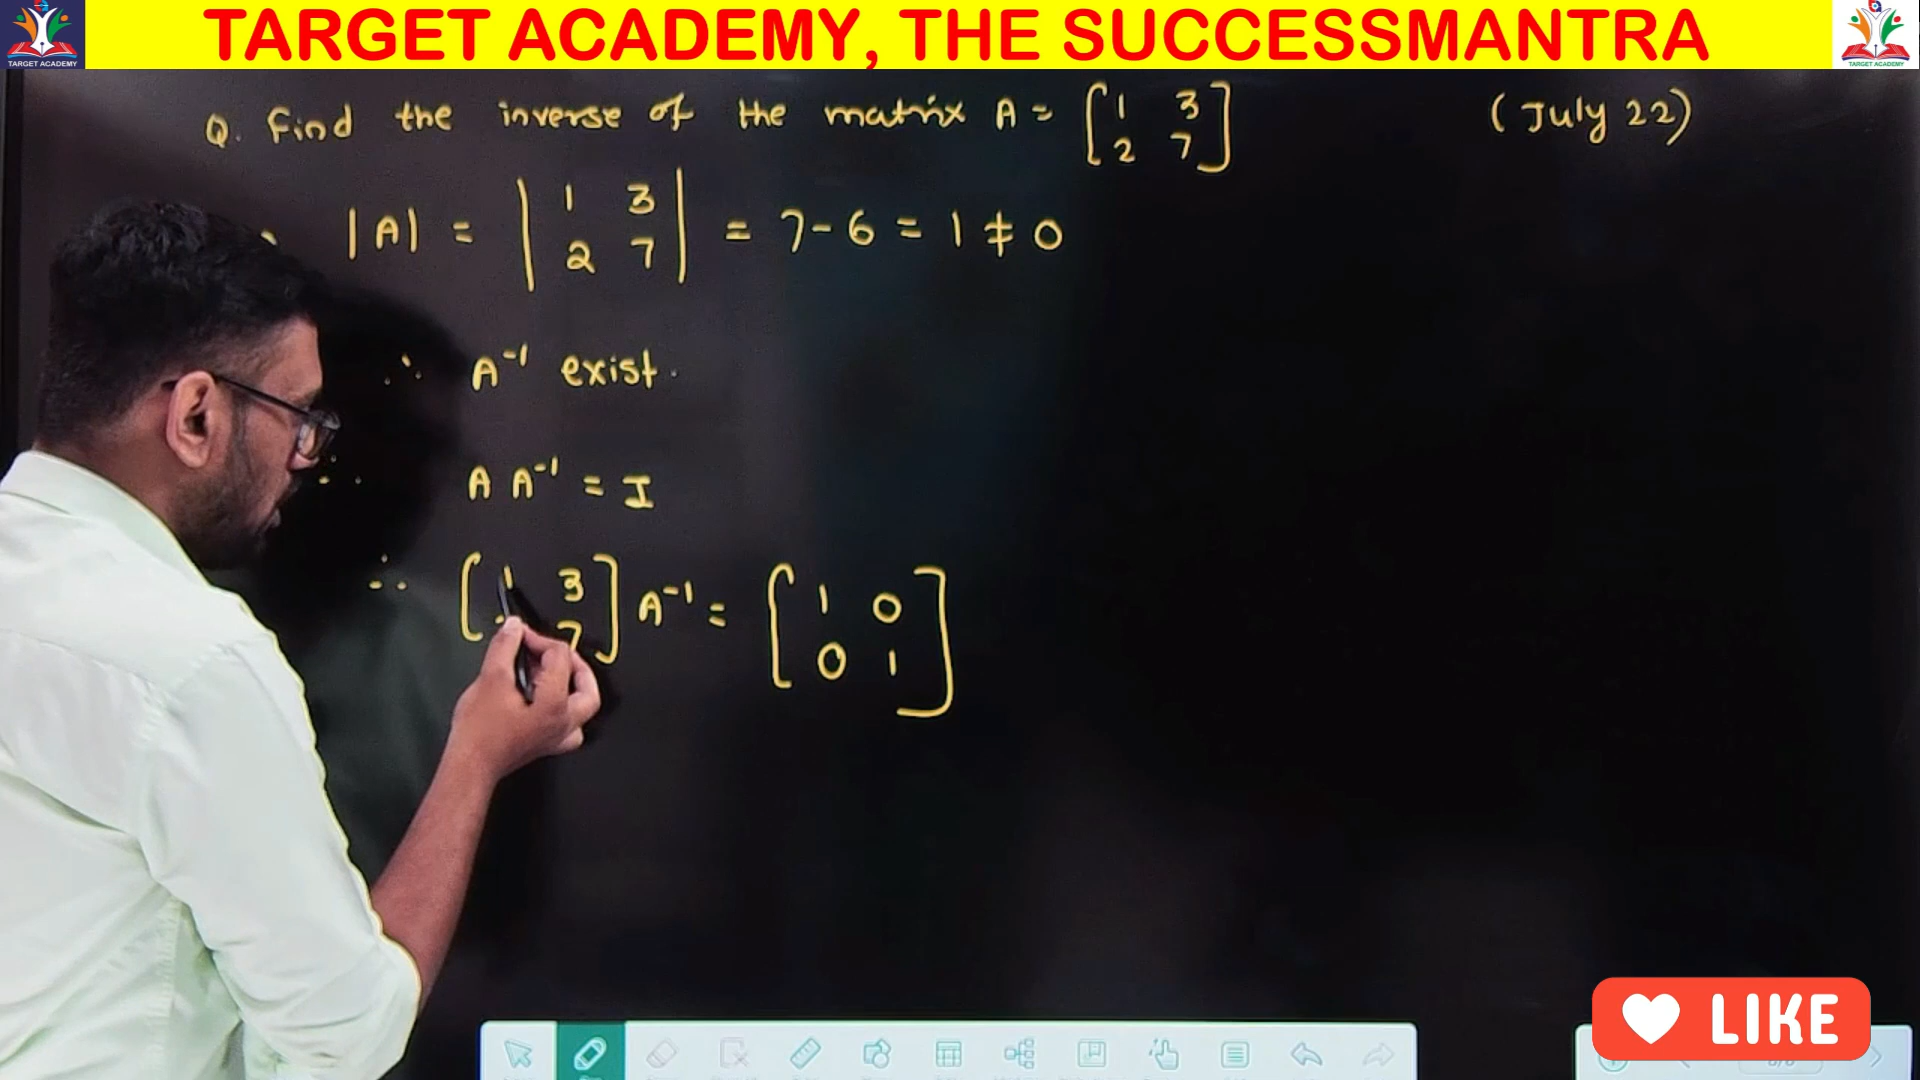 TARGET ACADEMY, THE SUCCESSMANTRA
TARGET ACADEMY
TARGET ACADEMY
Q. Find the inverse of the matrix A = [1 3
2 7]
(July 22)
|A| = |1 3
2 7| = 7 - 6 = 1 ≠ 0
∴ A⁻¹ exist.
A A⁻¹ = I
∴ [1 3
7] A⁻¹ = [1 0
0 1]
LIKE